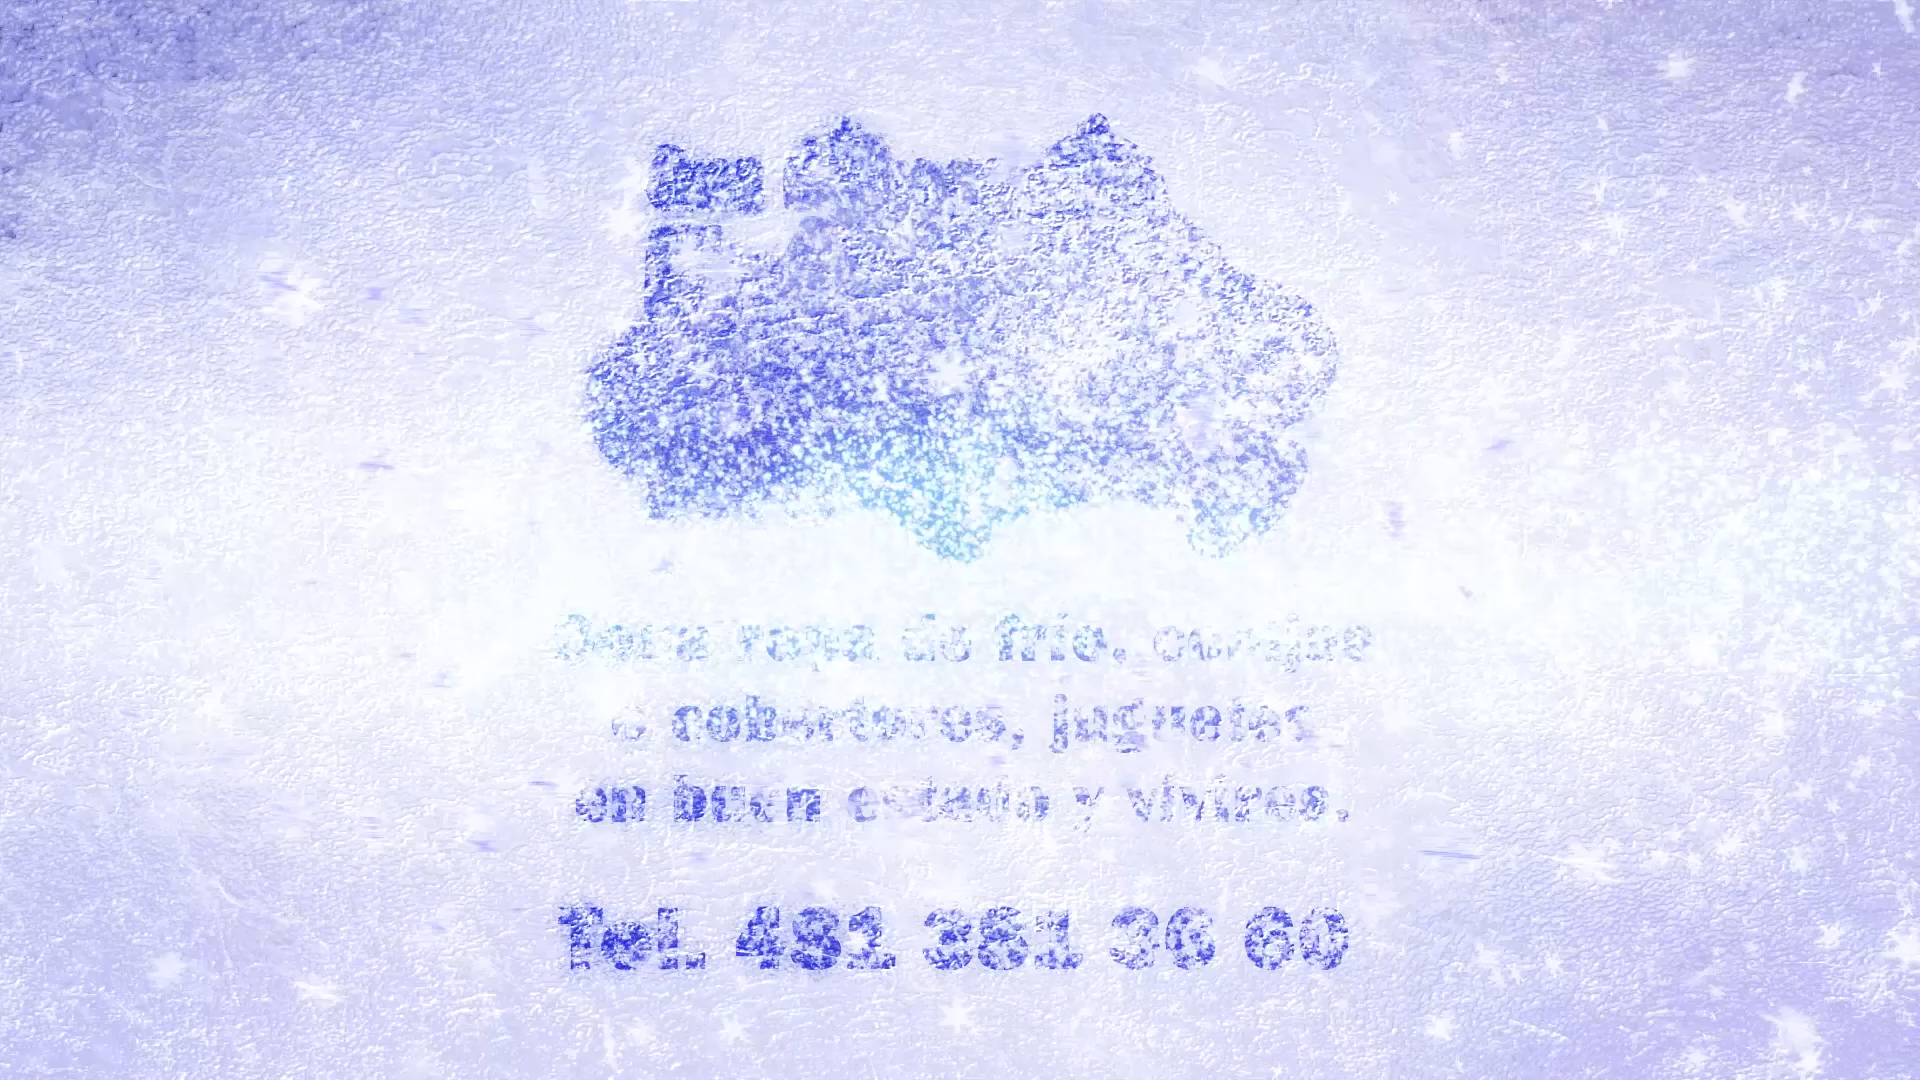 Dona ropa de frío, cobijas
o cobertores, juguetes
en buen estado y víveres.
Tel. 481 381 36 60